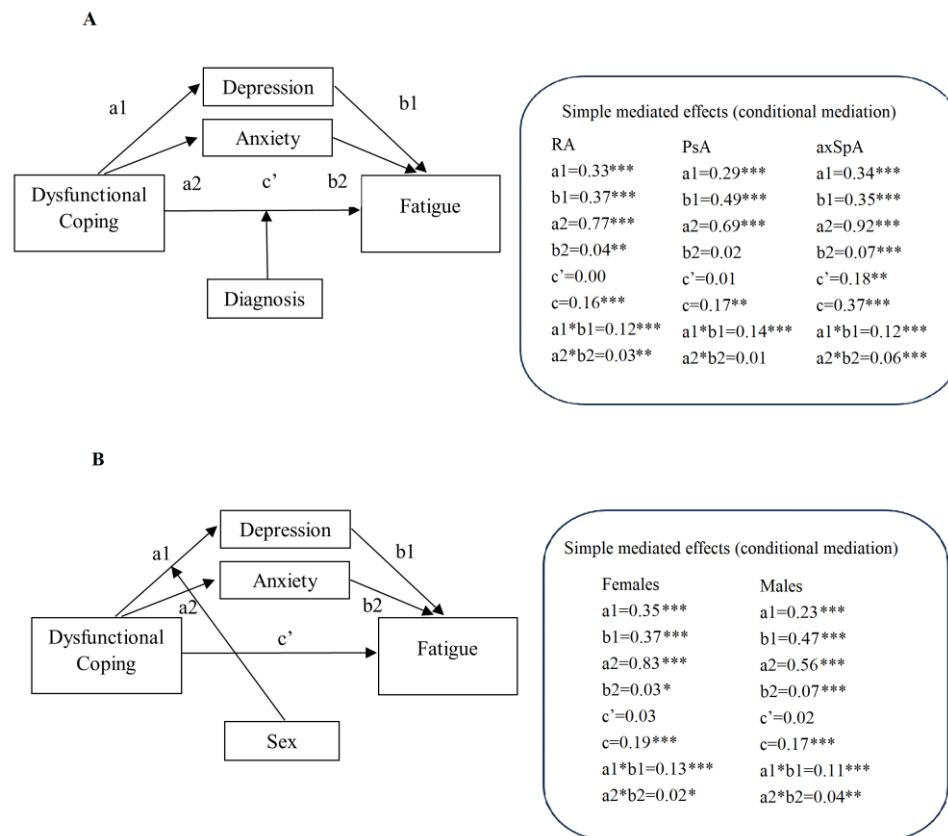 A
Depression
a1
b1
Anxiety
a2
c’
b2
Dysfunctional
Coping
Fatigue
Diagnosis
Simple mediated effects (conditional mediation)
RA PsA axSpA
a1=0.33*** a1=0.29*** a1=0.34***
b1=0.37*** b1=0.49*** b1=0.35***
a2=0.77*** a2=0.69*** a2=0.92***
b2=0.04** b2=0.02 b2=0.07***
c’=0.00 c’=0.01 c’=0.18**
c=0.16*** c=0.17** c=0.37***
a1*b1=0.12*** a1*b1=0.14*** a1*b1=0.12***
a2*b2=0.03** a2*b2=0.01 a2*b2=0.06***
B
Depression
a1
b1
Anxiety
a2
b2
Dysfunctional
Coping
c’
Fatigue
Sex
Simple mediated effects (conditional mediation)
Females Males
a1=0.35*** a1=0.23***
b1=0.37*** b1=0.47***
a2=0.83*** a2=0.56***
b2=0.03* b2=0.07***
c’=0.03 c’=0.02
c=0.19*** c=0.17***
a1*b1=0.13*** a1*b1=0.11***
a2*b2=0.02* a2*b2=0.04**